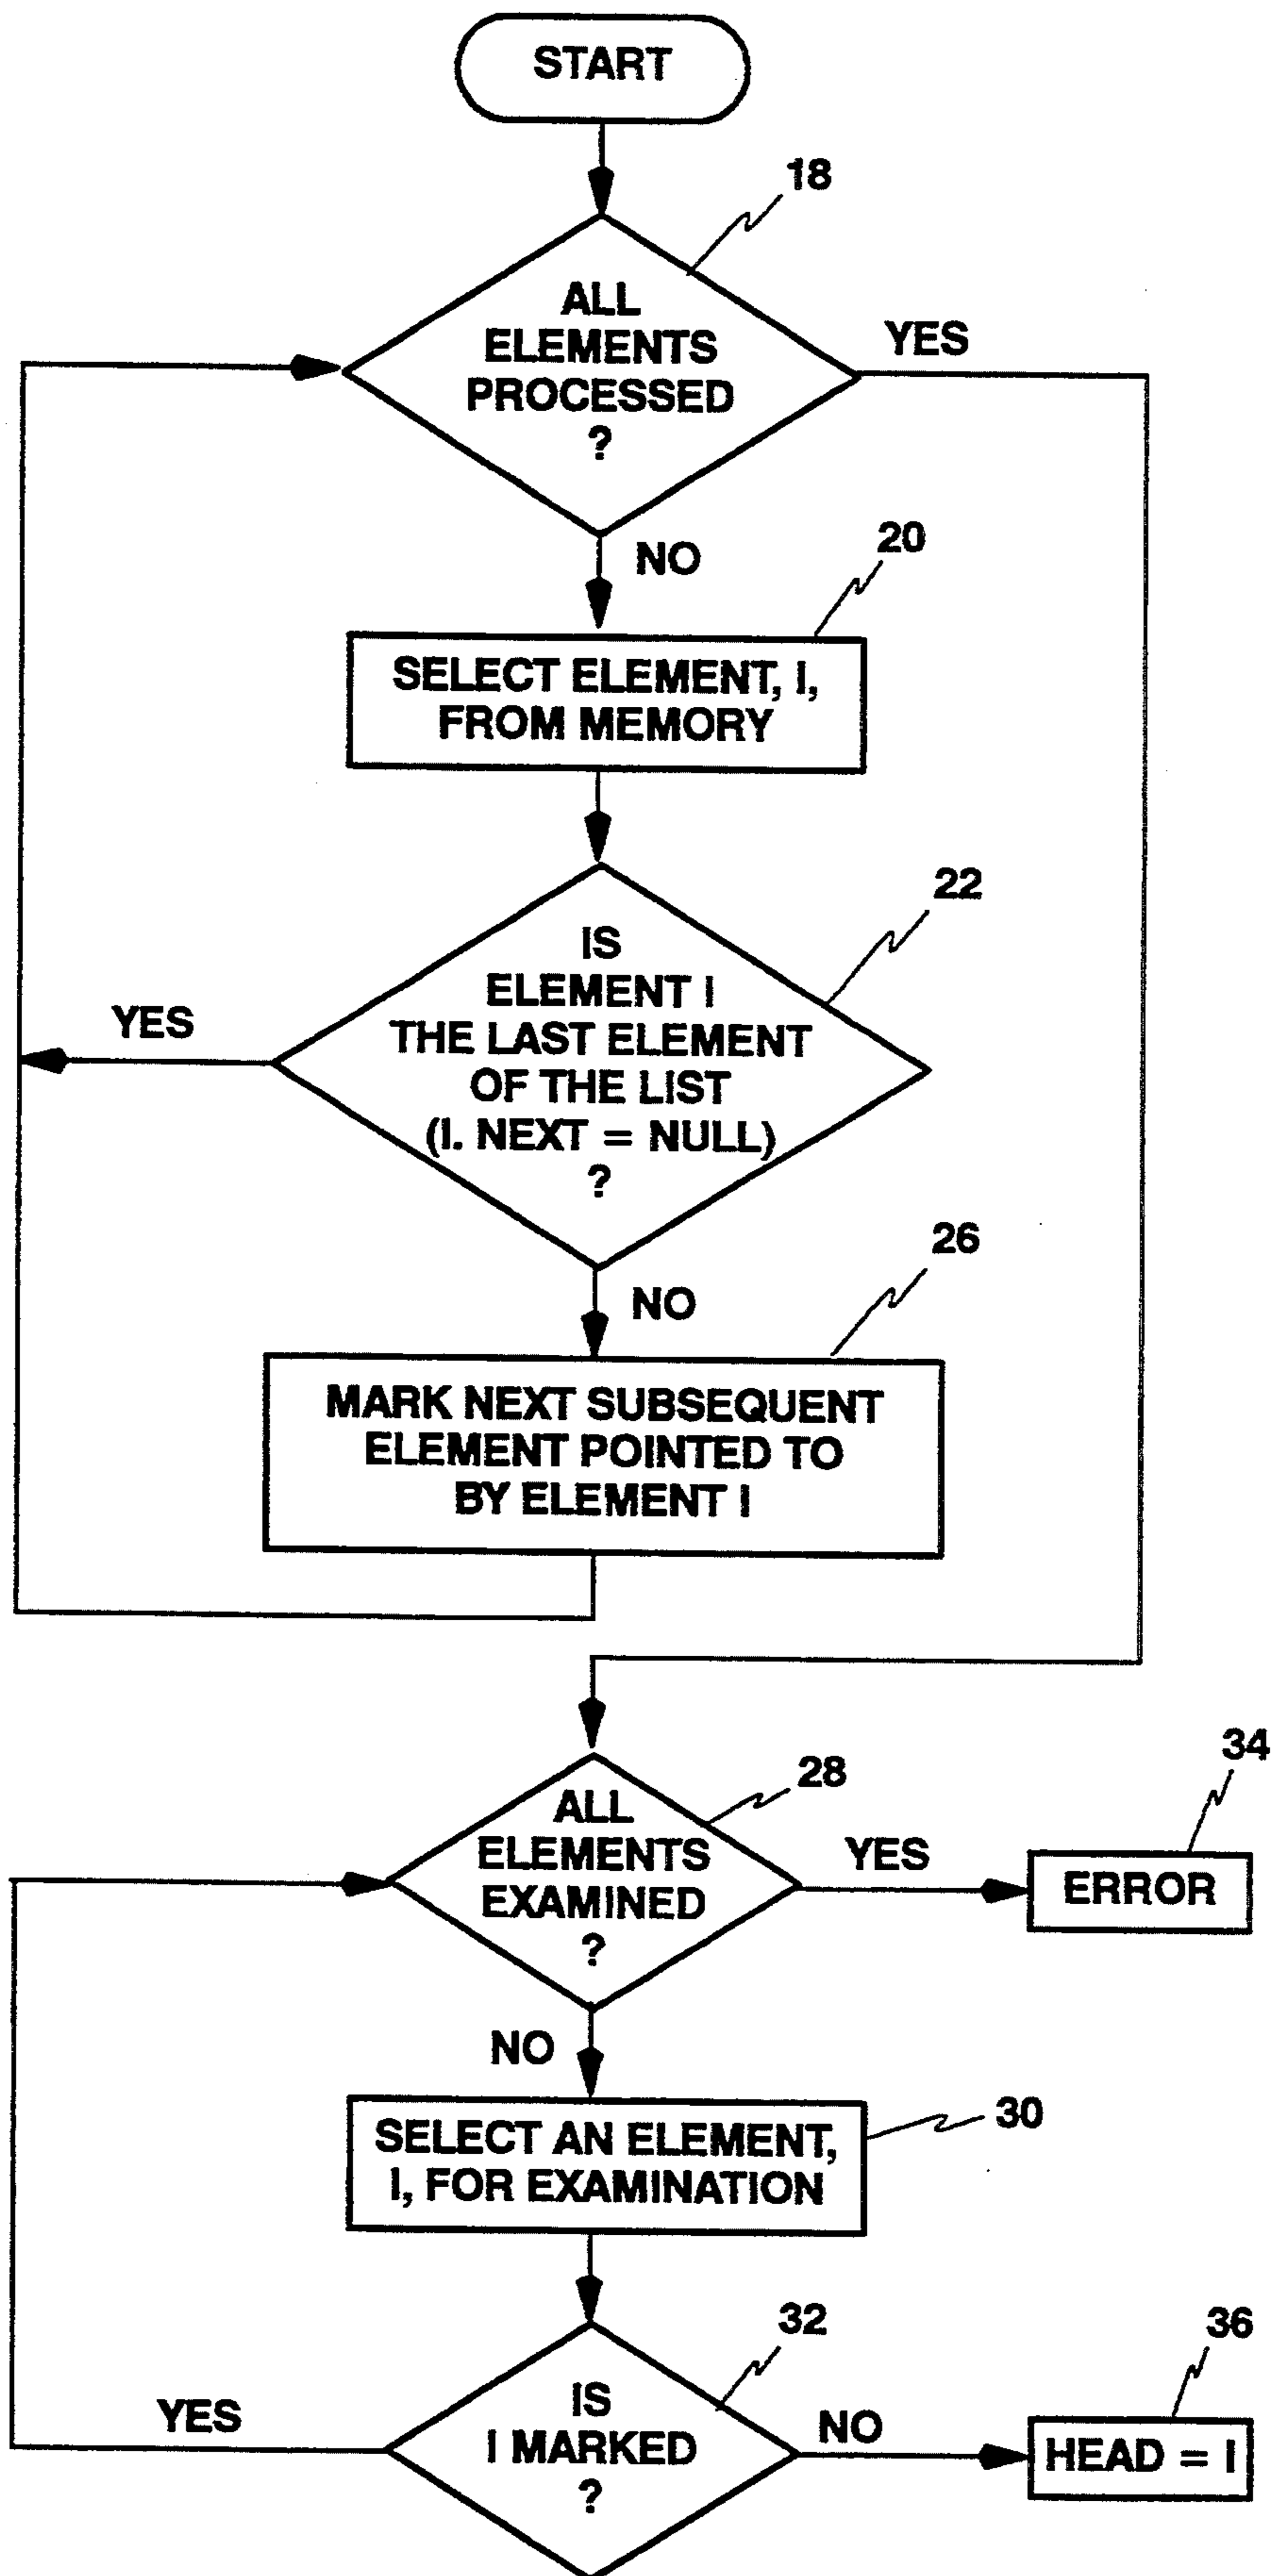 START
18
ALL
ELEMENTS
PROCESSED
?
YES
NO
20
SELECT ELEMENT, I,
FROM MEMORY
22
IS
ELEMENT I
THE LAST ELEMENT
OF THE LIST
(I. NEXT = NULL)
?
YES
NO
26
MARK NEXT SUBSEQUENT
ELEMENT POINTED TO
BY ELEMENT I
28
ALL
ELEMENTS
EXAMINED
?
YES
34
ERROR
NO
30
SELECT AN ELEMENT,
I, FOR EXAMINATION
32
IS
I MARKED
?
YES
NO
36
HEAD = I